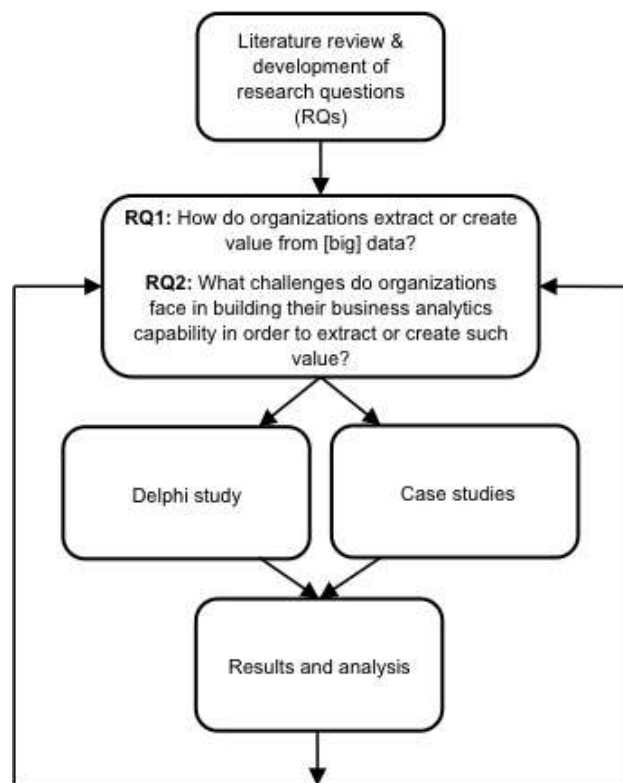 Literature review &
development of
research questions
(RQs)
RQ1: How do organizations extract or create
value from [big] data?
RQ2: What challenges do organizations
face in building their business analytics
capability in order to extract or create such
value?
Delphi study
Case studies
Results and analysis